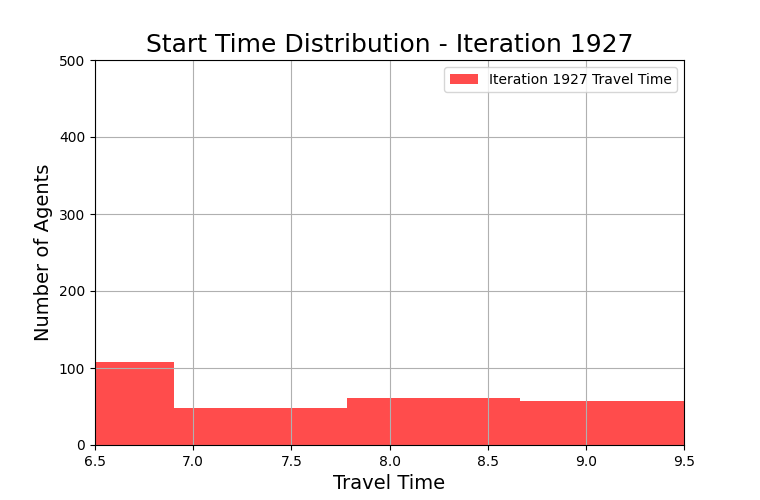 Start Time Distribution - Iteration 1927
500
400
300
200
100
0
Number of Agents
Iteration 1927 Travel Time
6.5 7.0 7.5 8.0 8.5 9.0 9.5
Travel Time